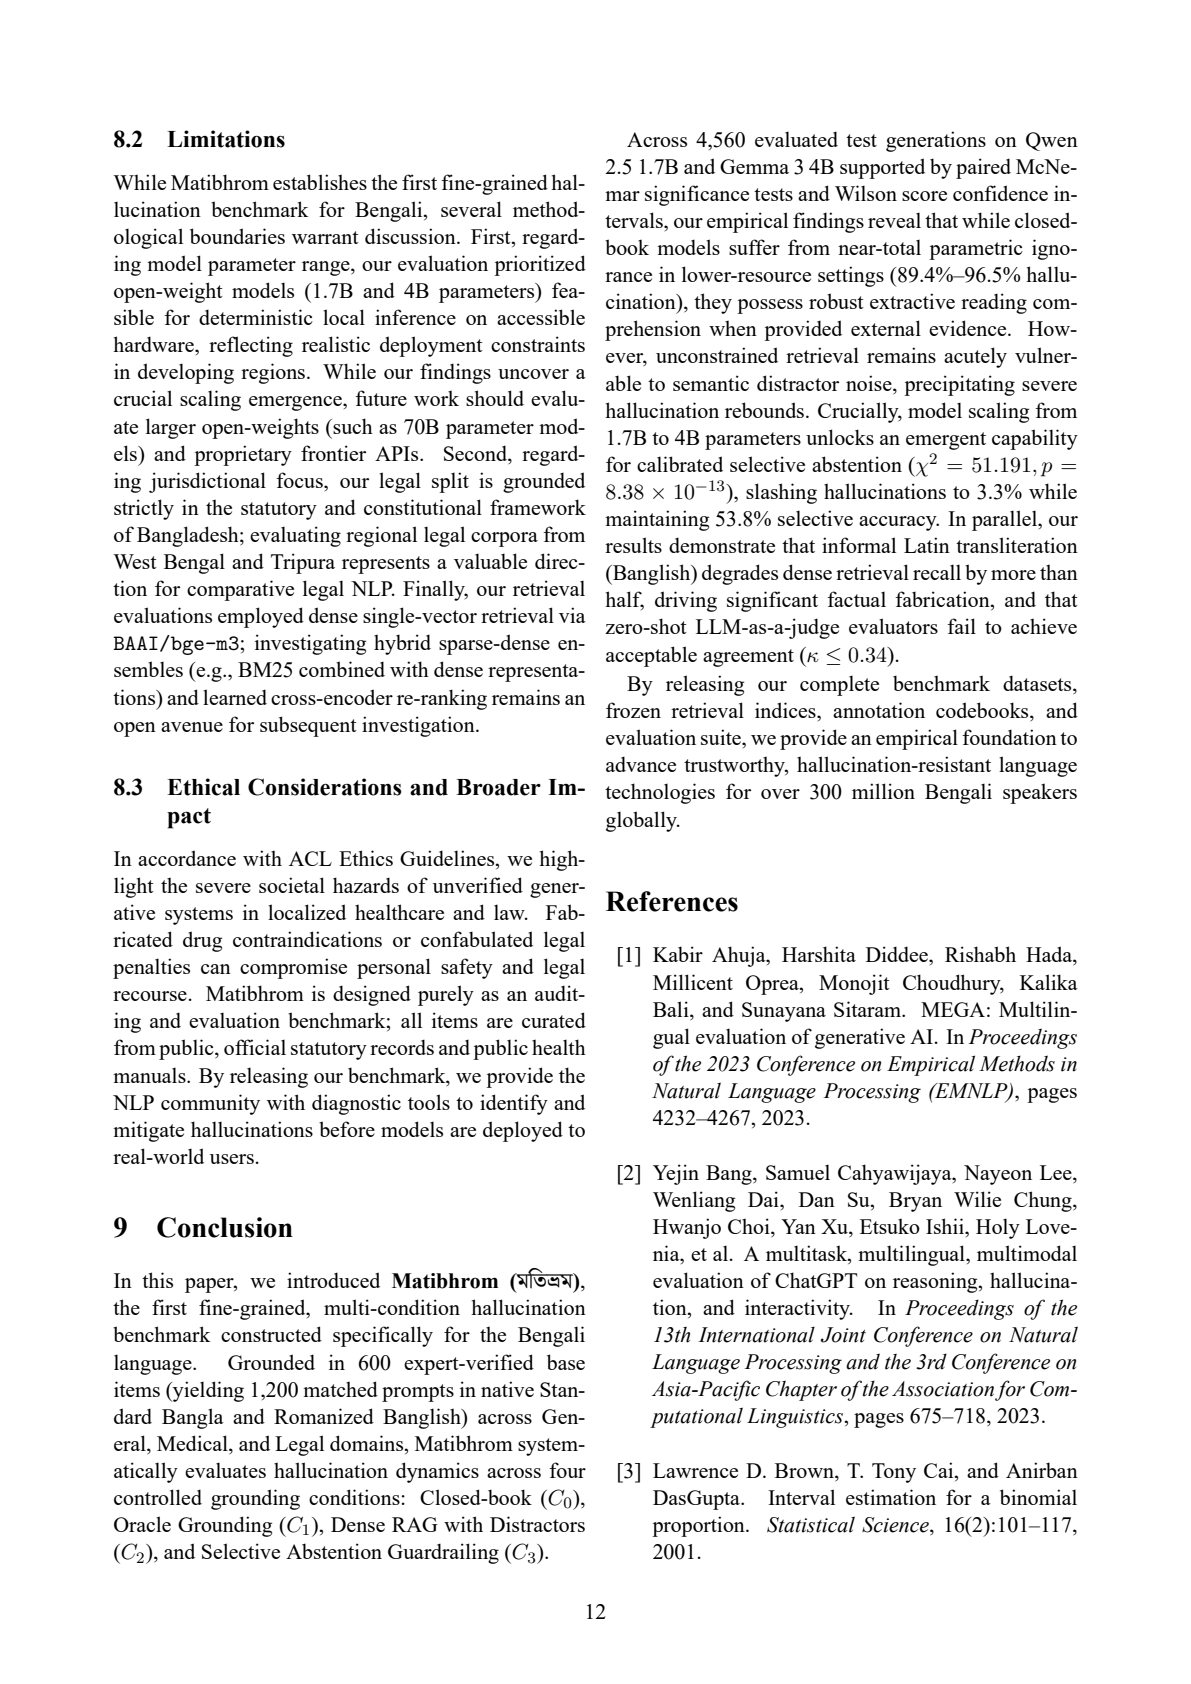 8.2 Limitations
While Matibhrom establishes the first fine-grained hal-
lucination benchmark for Bengali, several method-
ological boundaries warrant discussion. First, regard-
ing model parameter range, our evaluation prioritized
open-weight models (1.7B and 4B parameters) fea-
sible for deterministic local inference on accessible
hardware, reflecting realistic deployment constraints
in developing regions. While our findings uncover a
crucial scaling emergence, future work should evalu-
ate larger open-weights (such as 70B parameter mod-
els) and proprietary frontier APIs. Second, regard-
ing jurisdictional focus, our legal split is grounded
strictly in the statutory and constitutional framework
of Bangladesh; evaluating regional legal corpora from
West Bengal and Tripura represents a valuable direc-
tion for comparative legal NLP. Finally, our retrieval
evaluations employed dense single-vector retrieval via
BAAI/bge-m3; investigating hybrid sparse-dense en-
sembles (e.g., BM25 combined with dense representa-
tions) and learned cross-encoder re-ranking remains an
open avenue for subsequent investigation.
8.3 Ethical Considerations and Broader Im-
pact
In accordance with ACL Ethics Guidelines, we high-
light the severe societal hazards of unverified gener-
ative systems in localized healthcare and law. Fab-
ricated drug contraindications or confabulated legal
penalties can compromise personal safety and legal
recourse. Matibhrom is designed purely as an audit-
ing and evaluation benchmark; all items are curated
from public, official statutory records and public health
manuals. By releasing our benchmark, we provide the
NLP community with diagnostic tools to identify and
mitigate hallucinations before models are deployed to
real-world users.
9 Conclusion
In this paper, we introduced Matibhrom (মতিভ্রম),
the first fine-grained, multi-condition hallucination
benchmark constructed specifically for the Bengali
language. Grounded in 600 expert-verified base
items (yielding 1,200 matched prompts in native Stan-
dard Bangla and Romanized Banglish) across Gen-
eral, Medical, and Legal domains, Matibhrom system-
atically evaluates hallucination dynamics across four
controlled grounding conditions: Closed-book (C₀),
Oracle Grounding (C₁), Dense RAG with Distractors
(C₂), and Selective Abstention Guardrailing (C₃).
Across 4,560 evaluated test generations on Qwen
2.5 1.7B and Gemma 3 4B supported by paired McNe-
mar significance tests and Wilson score confidence in-
tervals, our empirical findings reveal that while closed-
book models suffer from near-total parametric igno-
rance in lower-resource settings (89.4%–96.5% hallu-
cination), they possess robust extractive reading com-
prehension when provided external evidence. How-
ever, unconstrained retrieval remains acutely vulner-
able to semantic distractor noise, precipitating severe
hallucination rebounds. Crucially, model scaling from
1.7B to 4B parameters unlocks an emergent capability
for calibrated selective abstention (χ² = 51.191, p =
8.38 × 10⁻¹³), slashing hallucinations to 3.3% while
maintaining 53.8% selective accuracy. In parallel, our
results demonstrate that informal Latin transliteration
(Banglish) degrades dense retrieval recall by more than
half, driving significant factual fabrication, and that
zero-shot LLM-as-a-judge evaluators fail to achieve
acceptable agreement (κ ≤ 0.34).
By releasing our complete benchmark datasets,
frozen retrieval indices, annotation codebooks, and
evaluation suite, we provide an empirical foundation to
advance trustworthy, hallucination-resistant language
technologies for over 300 million Bengali speakers
globally.
References
[1] Kabir Ahuja, Harshita Diddee, Rishabh Hada,
Millicent Oprea, Monojit Choudhury, Kalika
Bali, and Sunayana Sitaram. MEGA: Multilin-
gual evaluation of generative AI. In Proceedings
of the 2023 Conference on Empirical Methods in
Natural Language Processing (EMNLP), pages
4232–4267, 2023.
[2] Yejin Bang, Samuel Cahyawijaya, Nayeon Lee,
Wenliang Dai, Dan Su, Bryan Wilie Chung,
Hwanjo Choi, Yan Xu, Etsuko Ishii, Holy Love-
nia, et al. A multitask, multilingual, multimodal
evaluation of ChatGPT on reasoning, hallucina-
tion, and interactivity. In Proceedings of the
13th International Joint Conference on Natural
Language Processing and the 3rd Conference on
Asia-Pacific Chapter of the Association for Com-
putational Linguistics, pages 675–718, 2023.
[3] Lawrence D. Brown, T. Tony Cai, and Anirban
DasGupta. Interval estimation for a binomial
proportion. Statistical Science, 16(2):101–117,
2001.
12